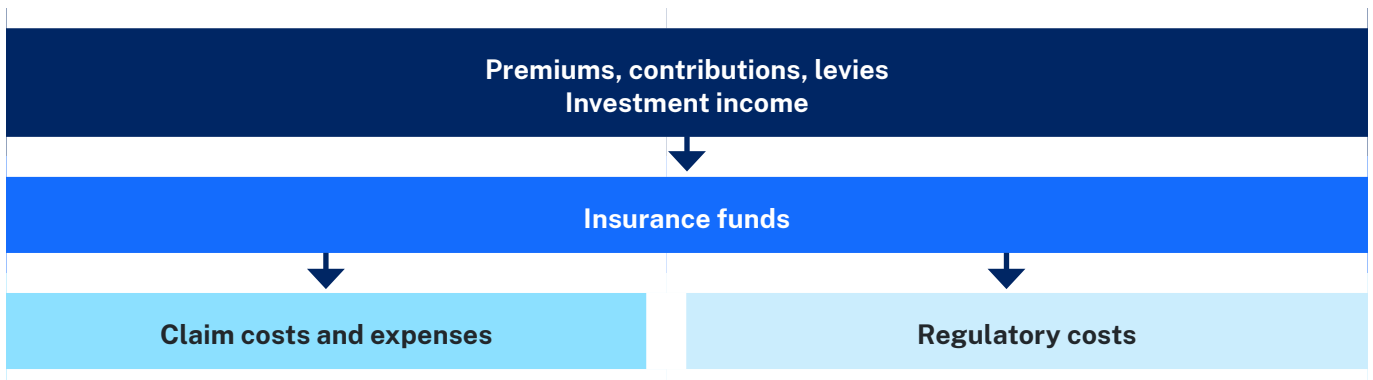 Premiums, contributions, levies
Investment income
Insurance funds
Claim costs and expenses
Regulatory costs